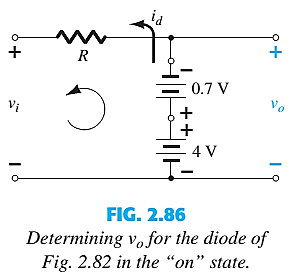 i_d
+
R
+
−
0.7 V
v_i
v_o
+
+
4 V
−
−
−
FIG. 2.86
Determining v_o for the diode of
Fig. 2.82 in the “on” state.